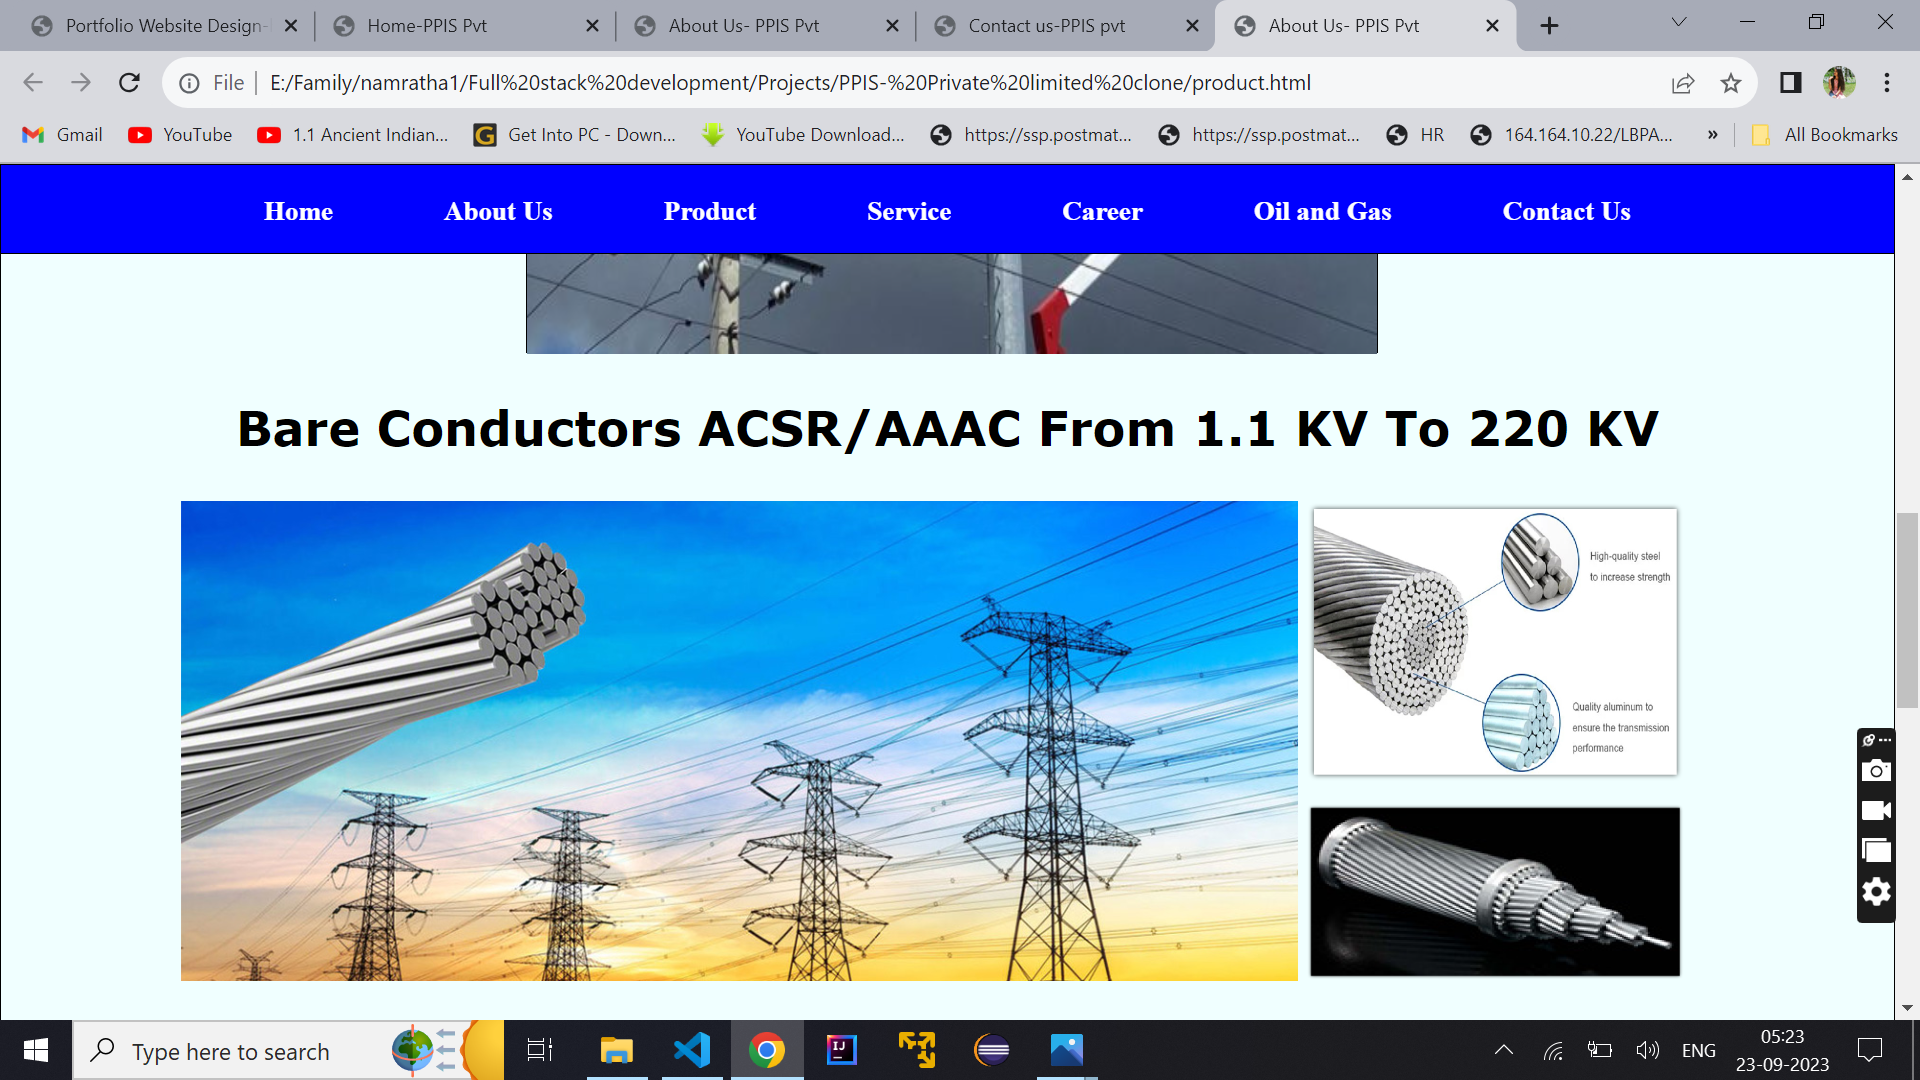 Portfolio Website Design-
Home-PPIS Pvt
About Us- PPIS Pvt
Contact us-PPIS pvt
About Us- PPIS Pvt
File
E:/Family/namratha1/Full%20stack%20development/Projects/PPIS-%20Private%20limited%20clone/product.html
Gmail
YouTube
1.1 Ancient Indian...
Get Into PC - Down...
YouTube Download...
https://ssp.postmat...
https://ssp.postmat...
HR
164.164.10.22/LBPA...
»
All Bookmarks
Home
About Us
Product
Service
Career
Oil and Gas
Contact Us
Bare Conductors ACSR/AAAC From 1.1 KV To 220 KV
High-quality steel
to increase strength
Quality aluminum to
ensure the transmission
performance
Type here to search
ENG
05:23
23-09-2023